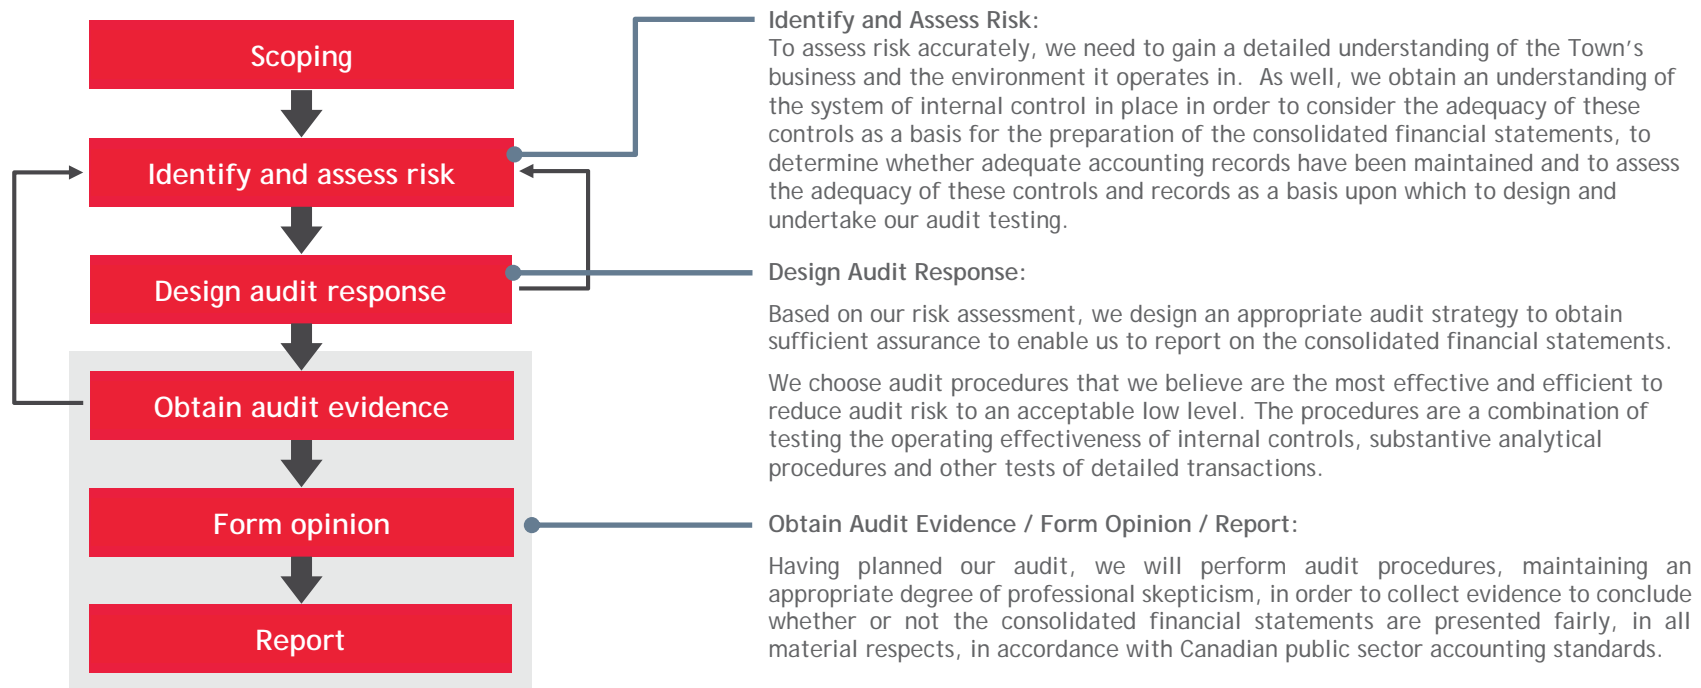 Scoping
Identify and assess risk
Design audit response
Obtain audit evidence
Form opinion
Report
Identify and Assess Risk:
To assess risk accurately, we need to gain a detailed understanding of the Town's
business and the environment it operates in.  As well, we obtain an understanding of
the system of internal control in place in order to consider the adequacy of these
controls as a basis for the preparation of the consolidated financial statements, to
determine whether adequate accounting records have been maintained and to assess
the adequacy of these controls and records as a basis upon which to design and
undertake our audit testing.
Design Audit Response:
Based on our risk assessment, we design an appropriate audit strategy to obtain
sufficient assurance to enable us to report on the consolidated financial statements.
We choose audit procedures that we believe are the most effective and efficient to
reduce audit risk to an acceptable low level. The procedures are a combination of
testing the operating effectiveness of internal controls, substantive analytical
procedures and other tests of detailed transactions.
Obtain Audit Evidence / Form Opinion / Report:
Having planned our audit, we will perform audit procedures, maintaining an
appropriate degree of professional skepticism, in order to collect evidence to conclude
whether or not the consolidated financial statements are presented fairly, in all
material respects, in accordance with Canadian public sector accounting standards.